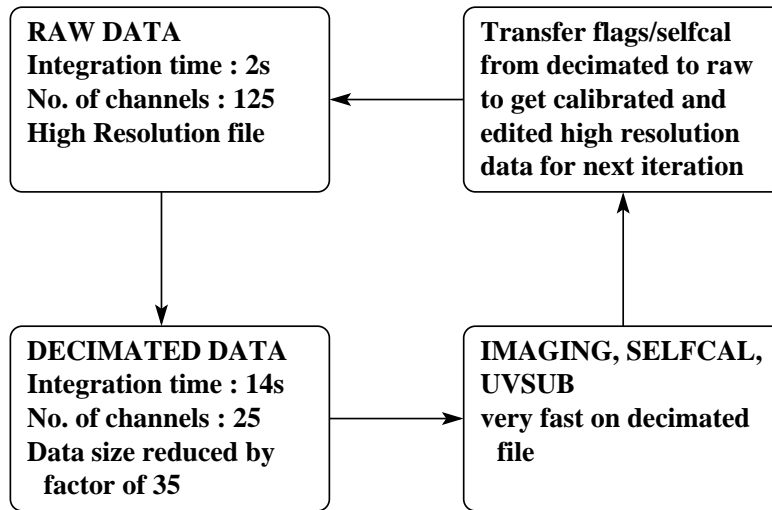 RAW DATA
Integration time : 2s
No. of channels : 125
High Resolution file
Transfer flags/selfcal
from decimated to raw
to get calibrated and
edited high resolution
data for next iteration
DECIMATED DATA
Integration time : 14s
No. of channels : 25
Data size reduced by
factor of 35
IMAGING, SELFCAL,
UVSUB
very fast on decimated
file